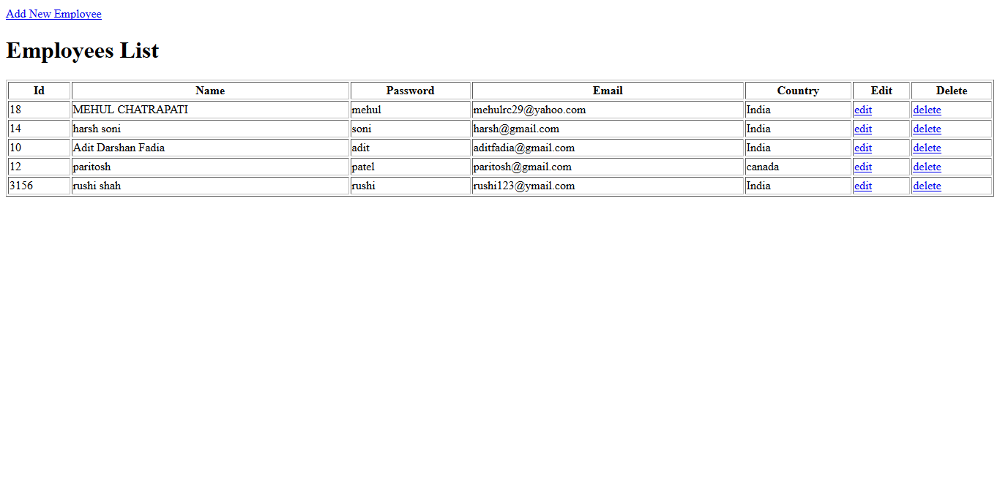 Add New Employee
Employees List
Id Name Password Email Country Edit Delete
18 MEHUL CHATRAPATI mehul mehulrc29@yahoo.com India edit delete
14 harsh soni soni harsh@gmail.com India edit delete
10 Adit Darshan Fadia adit aditfadia@gmail.com India edit delete
12 paritosh patel paritosh@gmail.com canada edit delete
3156 rushi shah rushi rushi123@ymail.com India edit delete